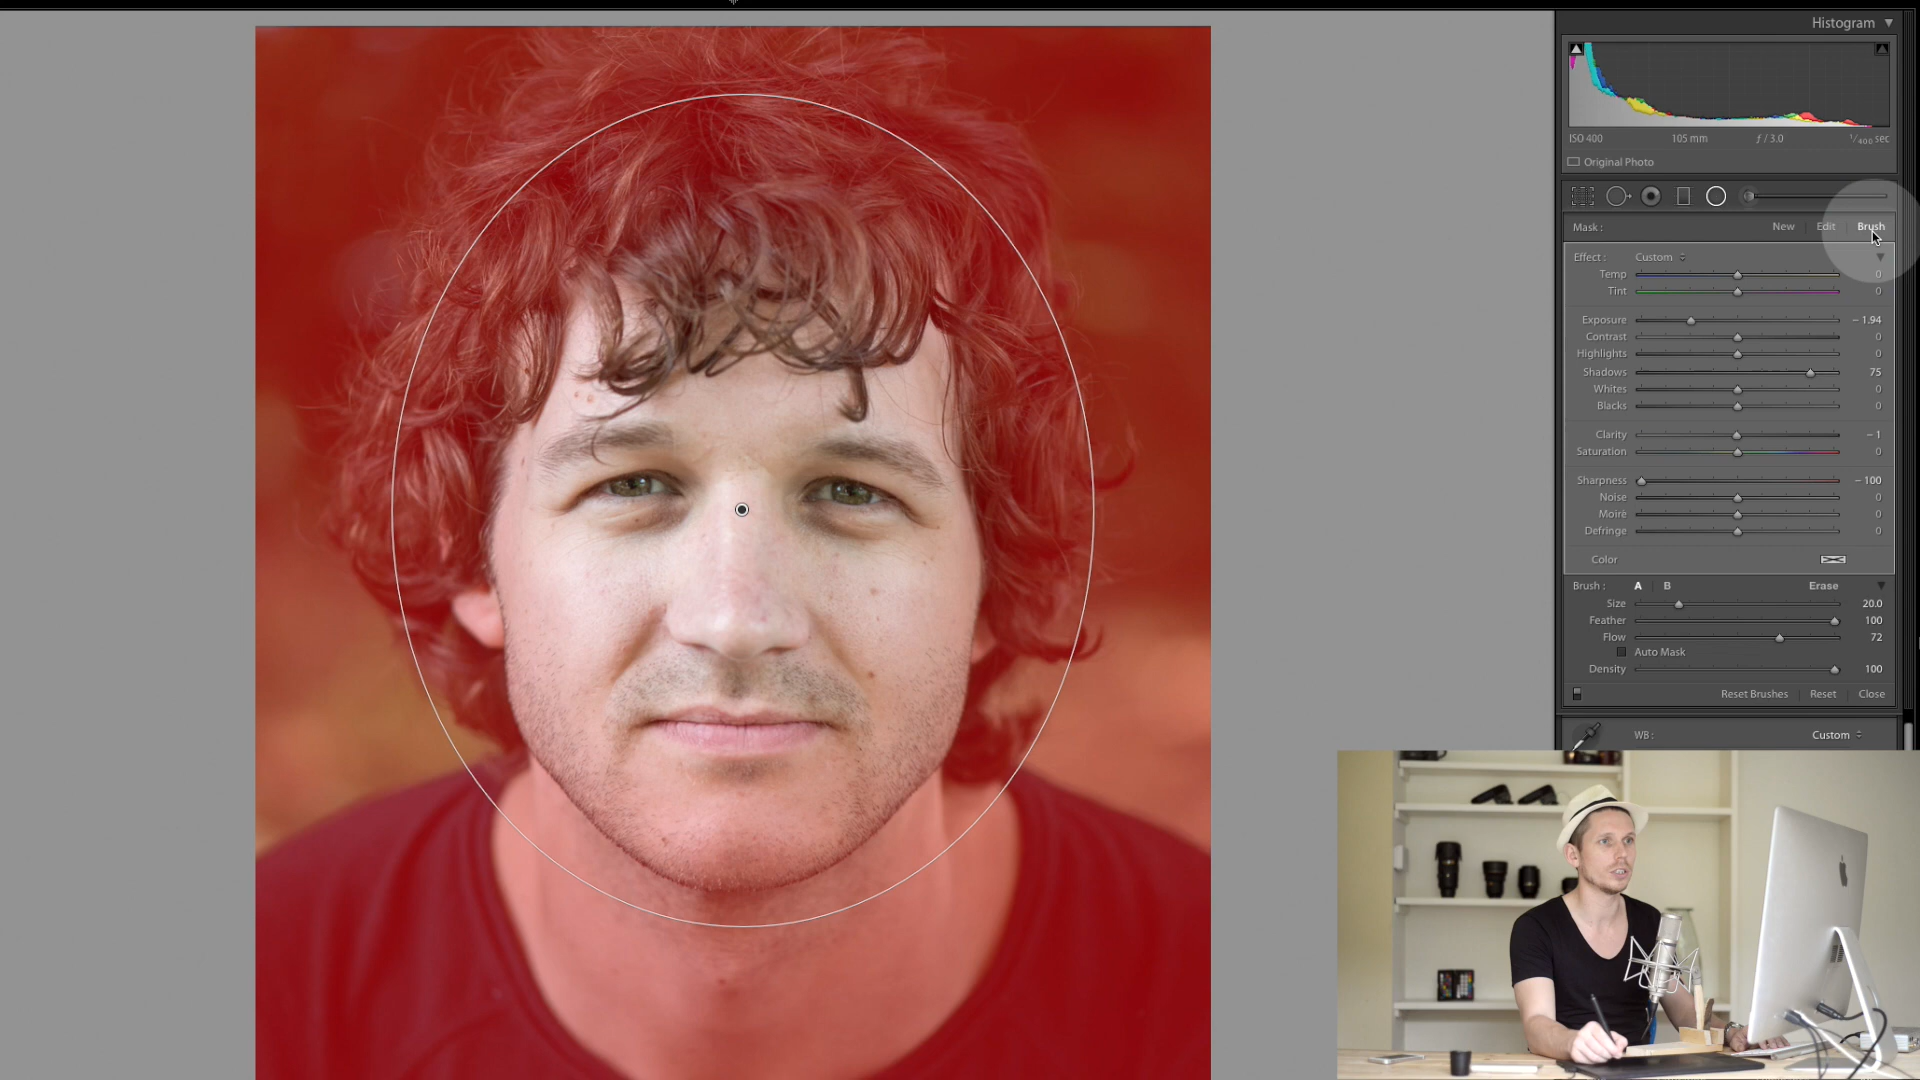 Histogram
ISO 400 105 mm ƒ / 3.0 1/400 sec
Original Photo
Mask : New Edit Brush
Effect : Custom
Temp 0
Tint 0
Exposure – 1.94
Contrast 0
Highlights 0
Shadows 75
Whites 0
Blacks 0
Clarity – 1
Saturation 0
Sharpness – 100
Noise 0
Moiré 0
Defringe 0
Color
Brush : A B Erase
Size 20.0
Feather 100
Flow 72
Auto Mask
Density 100
Reset Brushes Reset Close
WB : Custom